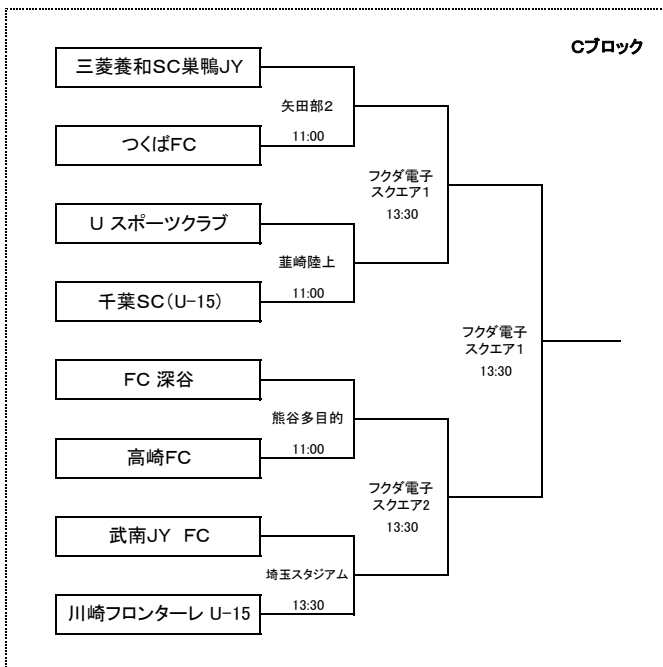 Cブロック
三菱養和SC巣鴨JY
矢田部2
11:00
つくばFC
フクダ電子
スクエア1
13:30
U スポーツクラブ
韮崎陸上
11:00
千葉SC(U-15)
フクダ電子
スクエア1
13:30
FC 深谷
熊谷多目的
11:00
高崎FC
フクダ電子
スクエア2
13:30
武南JY FC
埼玉スタジアム
13:30
川崎フロンターレ U-15